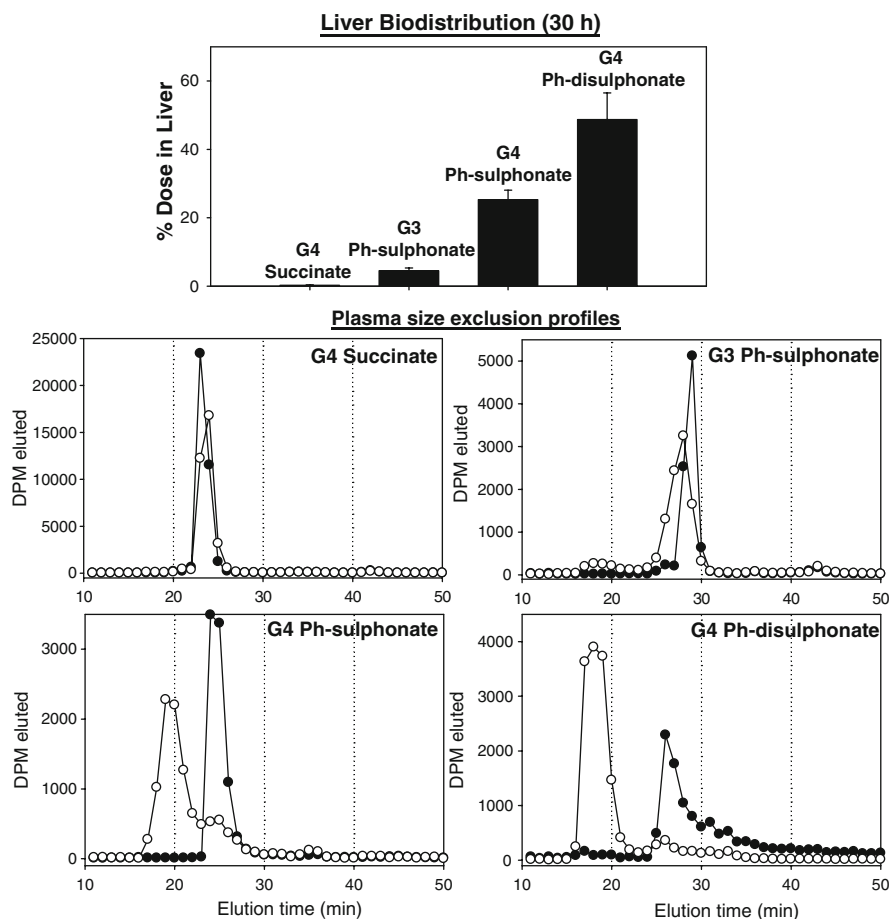 Liver Biodistribution (30 h)
% Dose in Liver
60
40
20
0
G4
Succinate
G3
Ph-sulphonate
G4
Ph-sulphonate
G4
Ph-disulphonate
Plasma size exclusion profiles
G4 Succinate
DPM eluted
25000
20000
15000
10000
5000
0
10 20 30 40 50
G3 Ph-sulphonate
DPM eluted
5000
4000
3000
2000
1000
0
10 20 30 40 50
G4 Ph-sulphonate
DPM eluted
3000
2000
1000
0
10 20 30 40 50
Elution time (min)
G4 Ph-disulphonate
DPM eluted
4000
3000
2000
1000
0
10 20 30 40 50
Elution time (min)